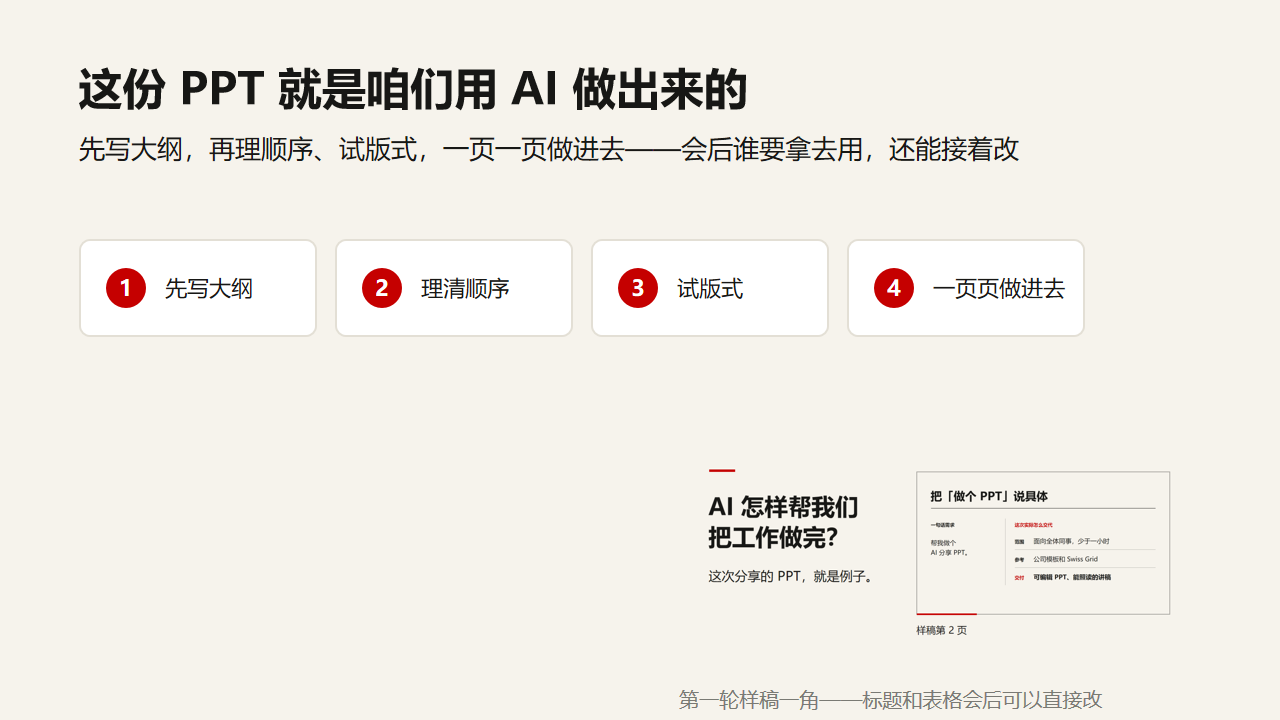 这份 PPT 就是咱们用 AI 做出来的
先写大纲，再理顺序、试版式，一页一页做进去——会后谁要拿去用，还能接着改
1 先写大纲
2 理清顺序
3 试版式
4 一页页做进去
AI 怎样帮我们
把工作做完？
这次分享的 PPT，就是例子。
把「做个 PPT」说具体
一句话需求
帮我做个
AI 分享 PPT。
这次实际怎么交代
范围 面向全体同事，少于一小时
参考 公司模板和 Swiss Grid
交付 可编辑 PPT、能照读的讲稿
样稿第 2 页
第一轮样稿一角——标题和表格会后可以直接改